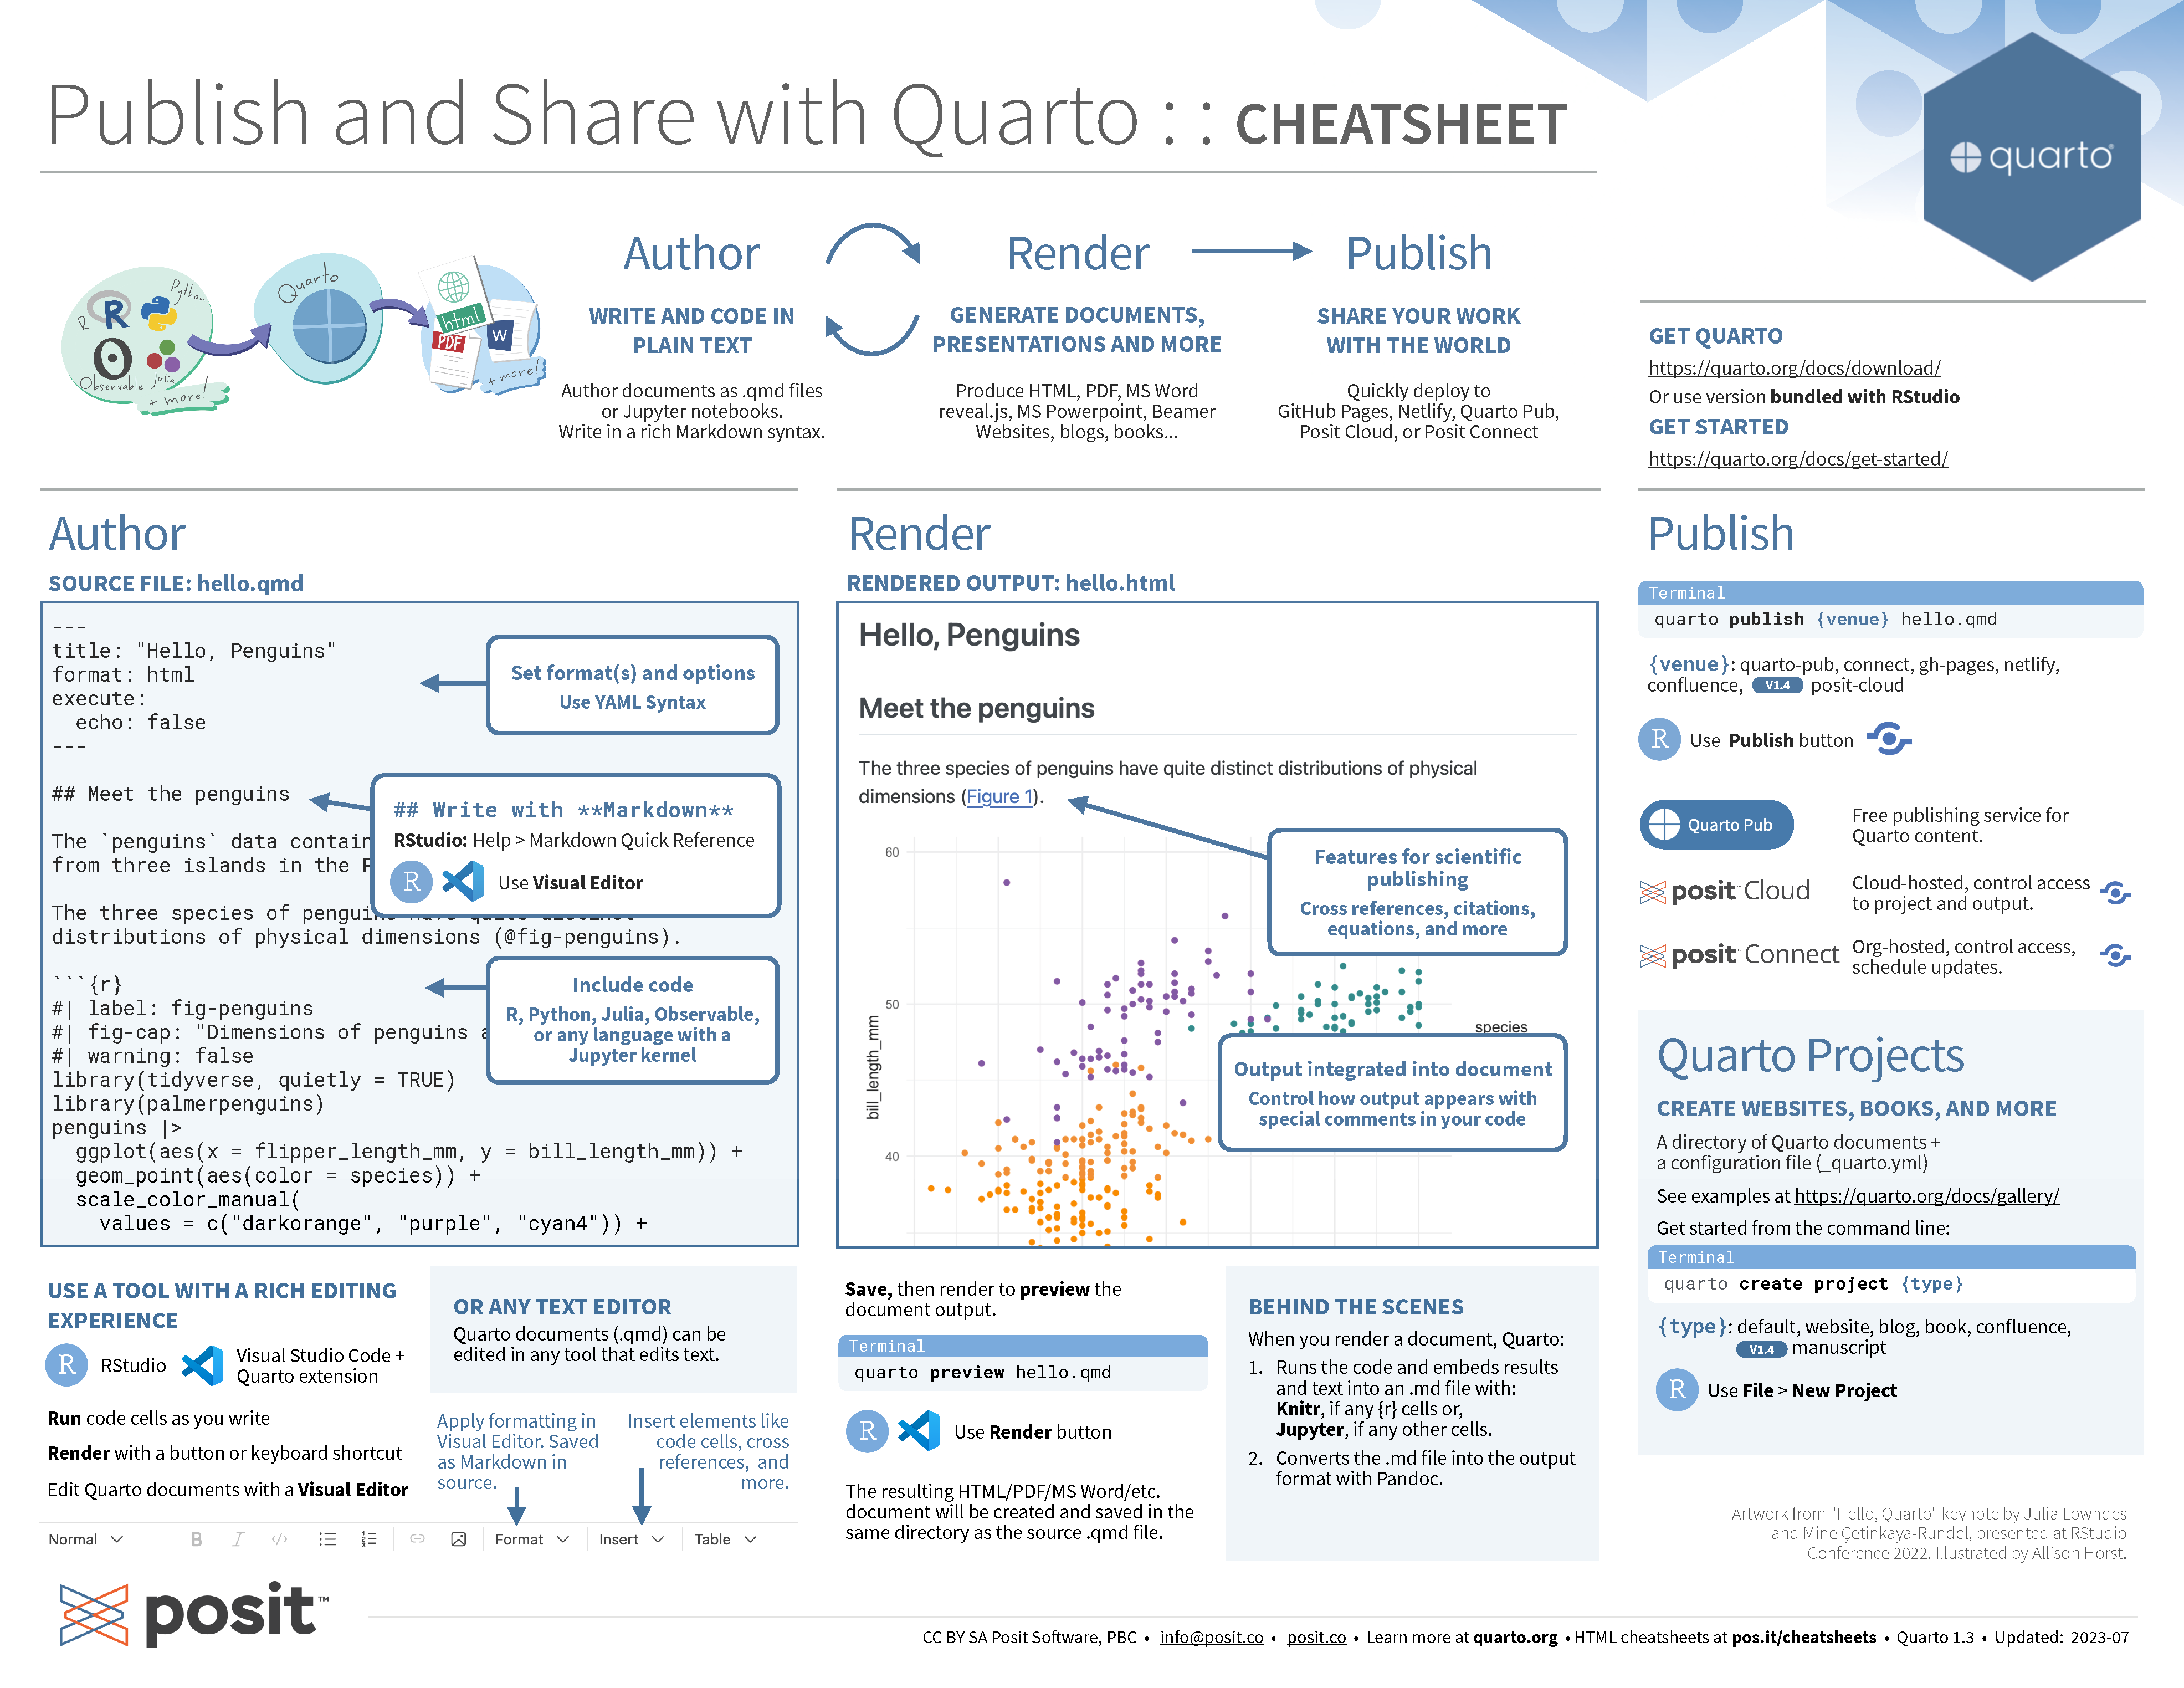 Publish and Share with Quarto : : CHEATSHEET
quarto
R
Python
Observable
Julia
+ more!
Quarto
html
PDF
W
+ more!
Author
WRITE AND CODE IN
PLAIN TEXT
Author documents as .qmd files
or Jupyter notebooks.
Write in a rich Markdown syntax.
Render
GENERATE DOCUMENTS,
PRESENTATIONS AND MORE
Produce HTML, PDF, MS Word
reveal.js, MS Powerpoint, Beamer
Websites, blogs, books...
Publish
SHARE YOUR WORK
WITH THE WORLD
Quickly deploy to
GitHub Pages, Netlify, Quarto Pub,
Posit Cloud, or Posit Connect
GET QUARTO
https://quarto.org/docs/download/
Or use version bundled with RStudio
GET STARTED
https://quarto.org/docs/get-started/
Author
SOURCE FILE: hello.qmd
---
title: "Hello, Penguins"
format: html
execute:
  echo: false
---
Set format(s) and options
Use YAML Syntax
## Meet the penguins
## Write with **Markdown**
RStudio: Help > Markdown Quick Reference
R Use Visual Editor
The `penguins` data contain
from three islands in the
The three species of penguins have quite distinct
distributions of physical dimensions (@fig-penguins).
```{r}
#| label: fig-penguins
#| fig-cap: "Dimensions of penguins
#| warning: false
library(tidyverse, quietly = TRUE)
library(palmerpenguins)
penguins |>
  ggplot(aes(x = flipper_length_mm, y = bill_length_mm)) +
  geom_point(aes(color = species)) +
  scale_color_manual(
    values = c("darkorange", "purple", "cyan4")) +
Include code
R, Python, Julia, Observable,
or any language with a
Jupyter kernel
USE A TOOL WITH A RICH EDITING
EXPERIENCE
R RStudio
Visual Studio Code +
Quarto extension
Run code cells as you write
Render with a button or keyboard shortcut
Edit Quarto documents with a Visual Editor
OR ANY TEXT EDITOR
Quarto documents (.qmd) can be
edited in any tool that edits text.
Apply formatting in
Visual Editor. Saved
as Markdown in
source.
Insert elements like
code cells, cross
references, and
more.
Normal B I </> Format Insert Table
Render
RENDERED OUTPUT: hello.html
Hello, Penguins
Meet the penguins
The three species of penguins have quite distinct distributions of physical
dimensions (Figure 1).
Features for scientific
publishing
Cross references, citations,
equations, and more
60
50
40
bill_length_mm
species
Output integrated into document
Control how output appears with
special comments in your code
Save, then render to preview the
document output.
Terminal
quarto preview hello.qmd
R Use Render button
The resulting HTML/PDF/MS Word/etc.
document will be created and saved in the
same directory as the source .qmd file.
BEHIND THE SCENES
When you render a document, Quarto:
1. Runs the code and embeds results
and text into an .md file with:
Knitr, if any {r} cells or,
Jupyter, if any other cells.
2. Converts the .md file into the output
format with Pandoc.
Publish
Terminal
quarto publish {venue} hello.qmd
{venue}: quarto-pub, connect, gh-pages, netlify,
confluence, V1.4 posit-cloud
R Use Publish button
Quarto Pub
Free publishing service for
Quarto content.
posit™ Cloud
Cloud-hosted, control access
to project and output.
posit™ Connect
Org-hosted, control access,
schedule updates.
Quarto Projects
CREATE WEBSITES, BOOKS, AND MORE
A directory of Quarto documents +
a configuration file (_quarto.yml)
See examples at https://quarto.org/docs/gallery/
Get started from the command line:
Terminal
quarto create project {type}
{type}: default, website, blog, book, confluence,
V1.4 manuscript
R Use File > New Project
Artwork from "Hello, Quarto" keynote by Julia Lowndes
and Mine Çetinkaya-Rundel, presented at RStudio
Conference 2022. Illustrated by Allison Horst.
posit™
CC BY SA Posit Software, PBC • info@posit.co • posit.co • Learn more at quarto.org • HTML cheatsheets at pos.it/cheatsheets • Quarto 1.3 • Updated: 2023-07